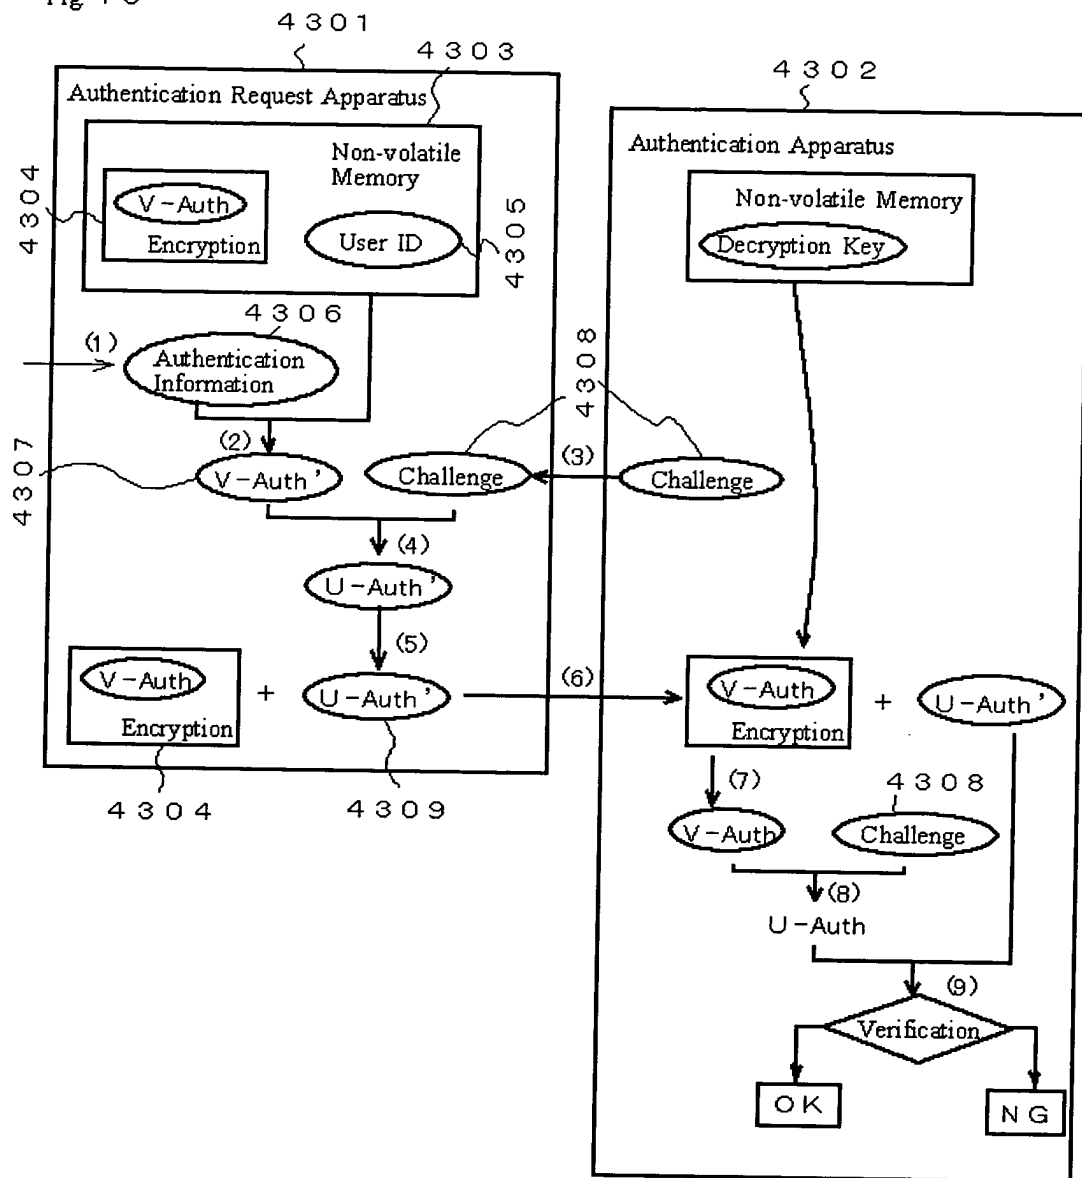 4301
4303
4302
Authentication Request Apparatus
Authentication Apparatus
Non-volatile
Memory
4304
V-Auth
Encryption
User ID
4305
Non-volatile Memory
Decryption Key
4306
(1)
Authentication
Information
4308
4307
(2)
V-Auth'
Challenge
(3)
Challenge
(4)
U-Auth'
(5)
V-Auth
Encryption
+
U-Auth'
(6)
V-Auth
Encryption
+
U-Auth'
4304
4309
(7)
4308
V-Auth
Challenge
(8)
U-Auth
(9)
Verification
OK
NG